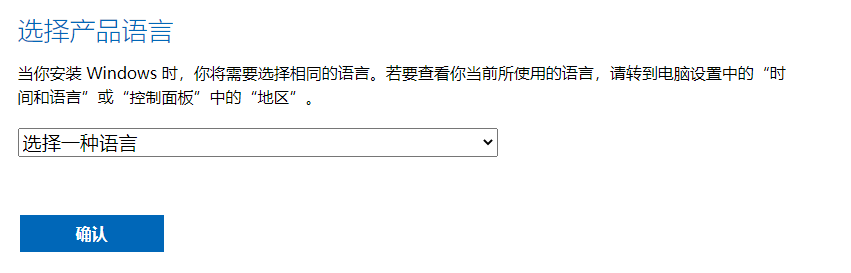 选择产品语言
当你安装 Windows 时，你将需要选择相同的语言。若要查看你当前所使用的语言，请转到电脑设置中的“时
间和语言”或“控制面板”中的“地区”。
选择一种语言
确认